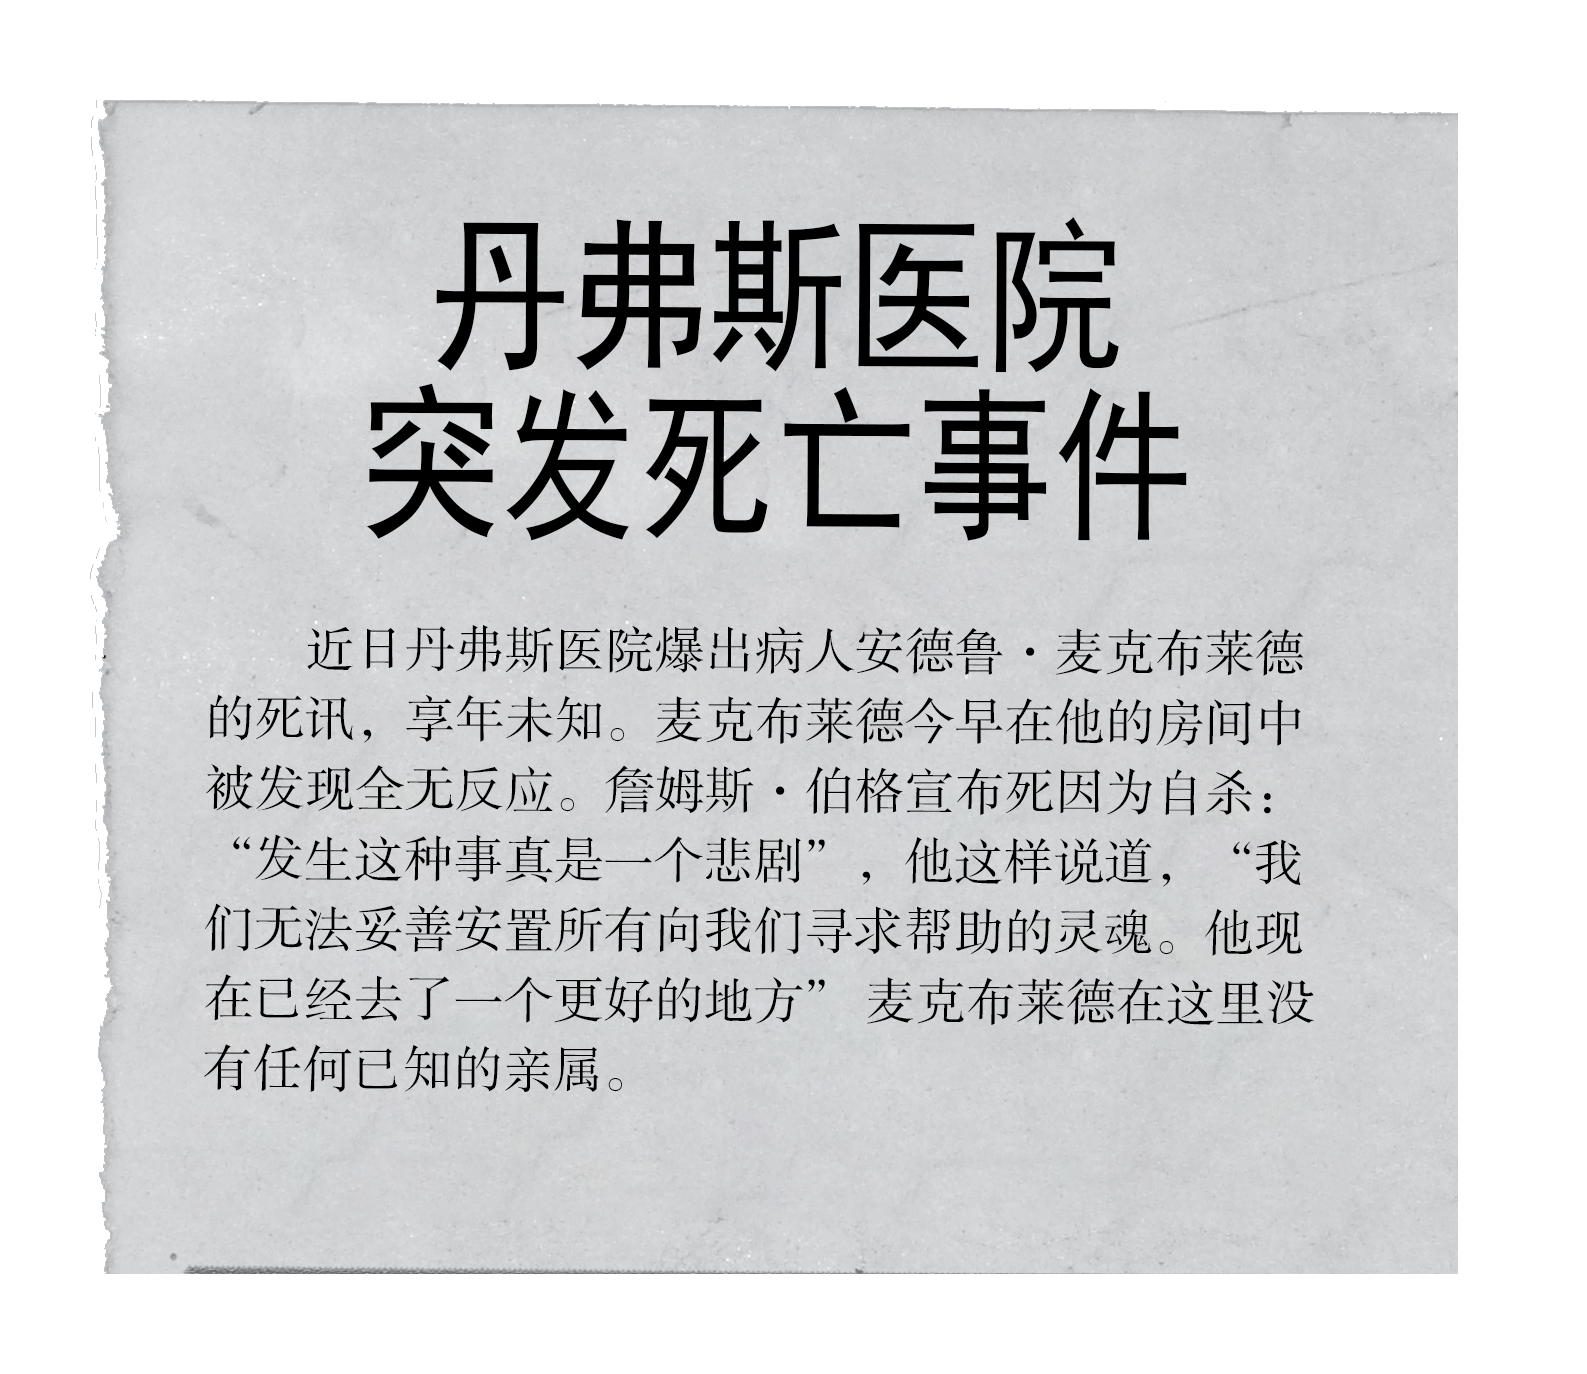 丹弗斯医院
突发死亡事件
近日丹弗斯医院爆出病人安德鲁·麦克布莱德
的死讯，享年未知。麦克布莱德今早在他的房间中
被发现全无反应。詹姆斯·伯格宣布死因为自杀：
“发生这种事真是一个悲剧”，他这样说道，“我
们无法妥善安置所有向我们寻求帮助的灵魂。他现
在已经去了一个更好的地方” 麦克布莱德在这里没
有任何已知的亲属。